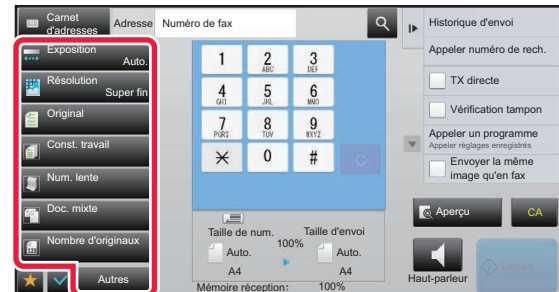 Carnet
d'adresses
Adresse
Numéro de fax
Exposition
Auto.
Résolution
Super fin
Original
Const. travail
Num. lente
Doc. mixte
Nombre d'originaux
Autres
1
2
ABC
3
DEF
4
GHI
5
JKL
6
MNO
7
PQRS
8
TUV
9
WXYZ
0
#
C
Taille de num.
Taille d'envoi
100%
Auto.
Auto.
A4
A4
Mémoire réception:
100%
Historique d'envoi
Appeler numéro de rech.
TX directe
Vérification tampon
Appeler un programme
Appeler réglages enregistrés
Envoyer la même
image qu'en fax
Aperçu
CA
Haut-parleur
Départ